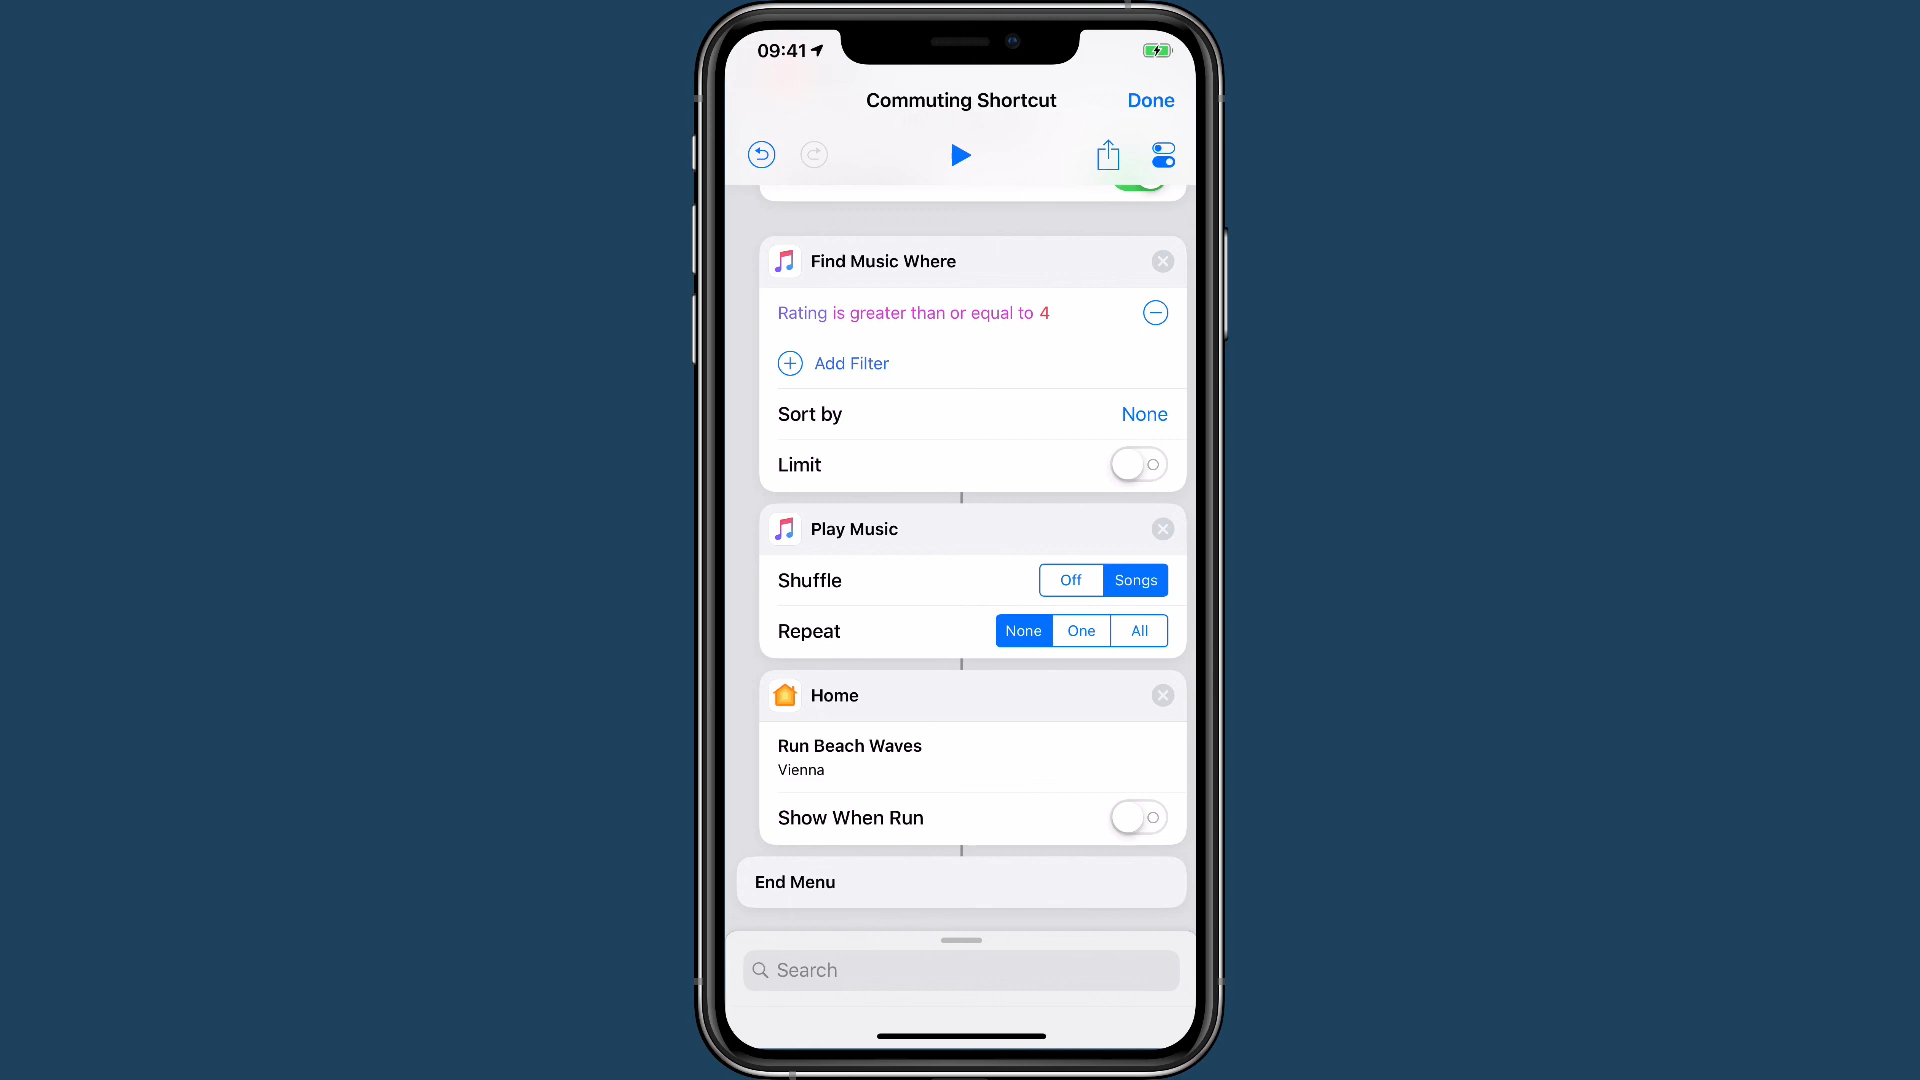 09:41
Commuting Shortcut
Done
Find Music Where
Rating is greater than or equal to 4
Add Filter
Sort by None
Limit
Play Music
Shuffle Off Songs
Repeat None One All
Home
Run Beach Waves
Vienna
Show When Run
End Menu
Search